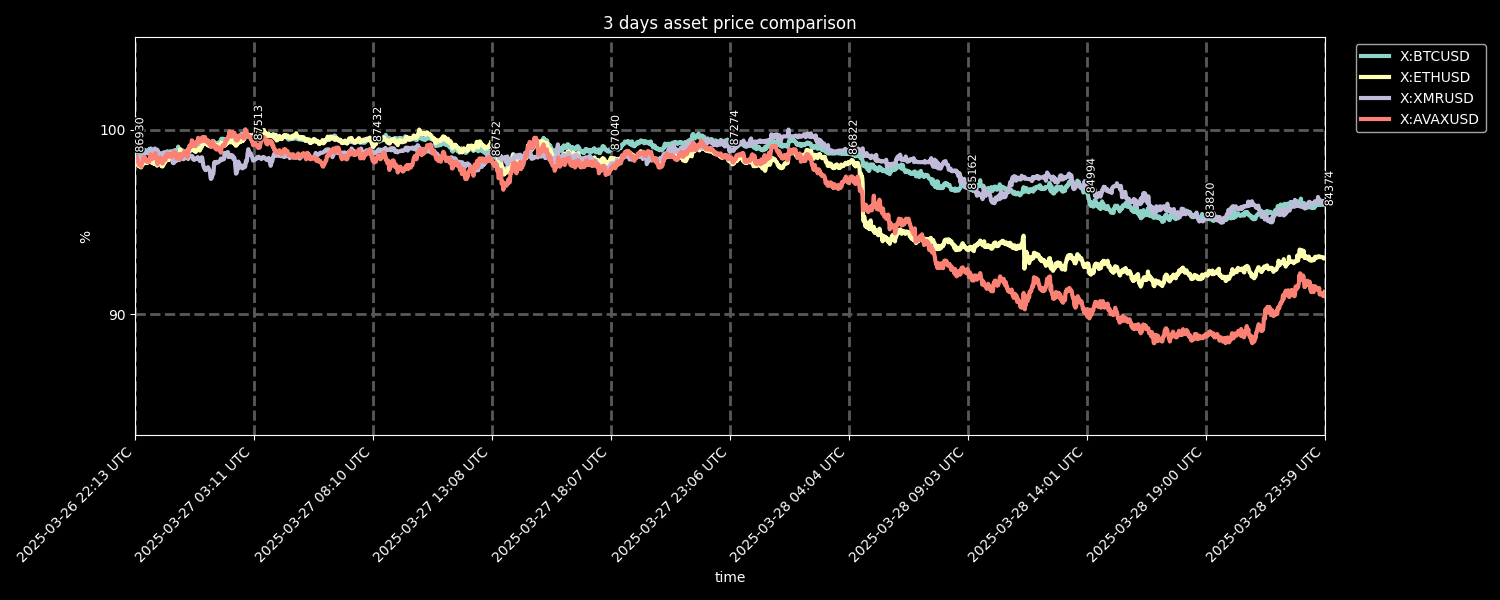 3 days asset price comparison
X:BTCUSD
X:ETHUSD
X:XMRUSD
X:AVAXUSD
100
90
%
86930
87513
87432
86752
87040
87274
86822
85162
84994
83820
84374
2025-03-26 22:13 UTC
2025-03-27 03:11 UTC
2025-03-27 08:10 UTC
2025-03-27 13:08 UTC
2025-03-27 18:07 UTC
2025-03-27 23:06 UTC
2025-03-28 04:04 UTC
2025-03-28 09:03 UTC
2025-03-28 14:01 UTC
2025-03-28 19:00 UTC
2025-03-28 23:59 UTC
time